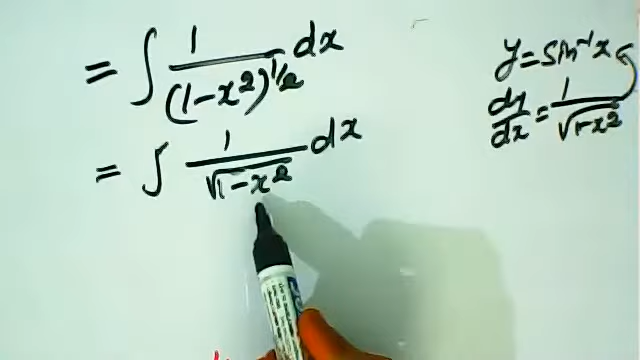 = ∫ 1/(1-x²)^1/2 dx
= ∫ 1/√1-x² dx
y = sin⁻¹x
dy/dx = 1/√1-x²